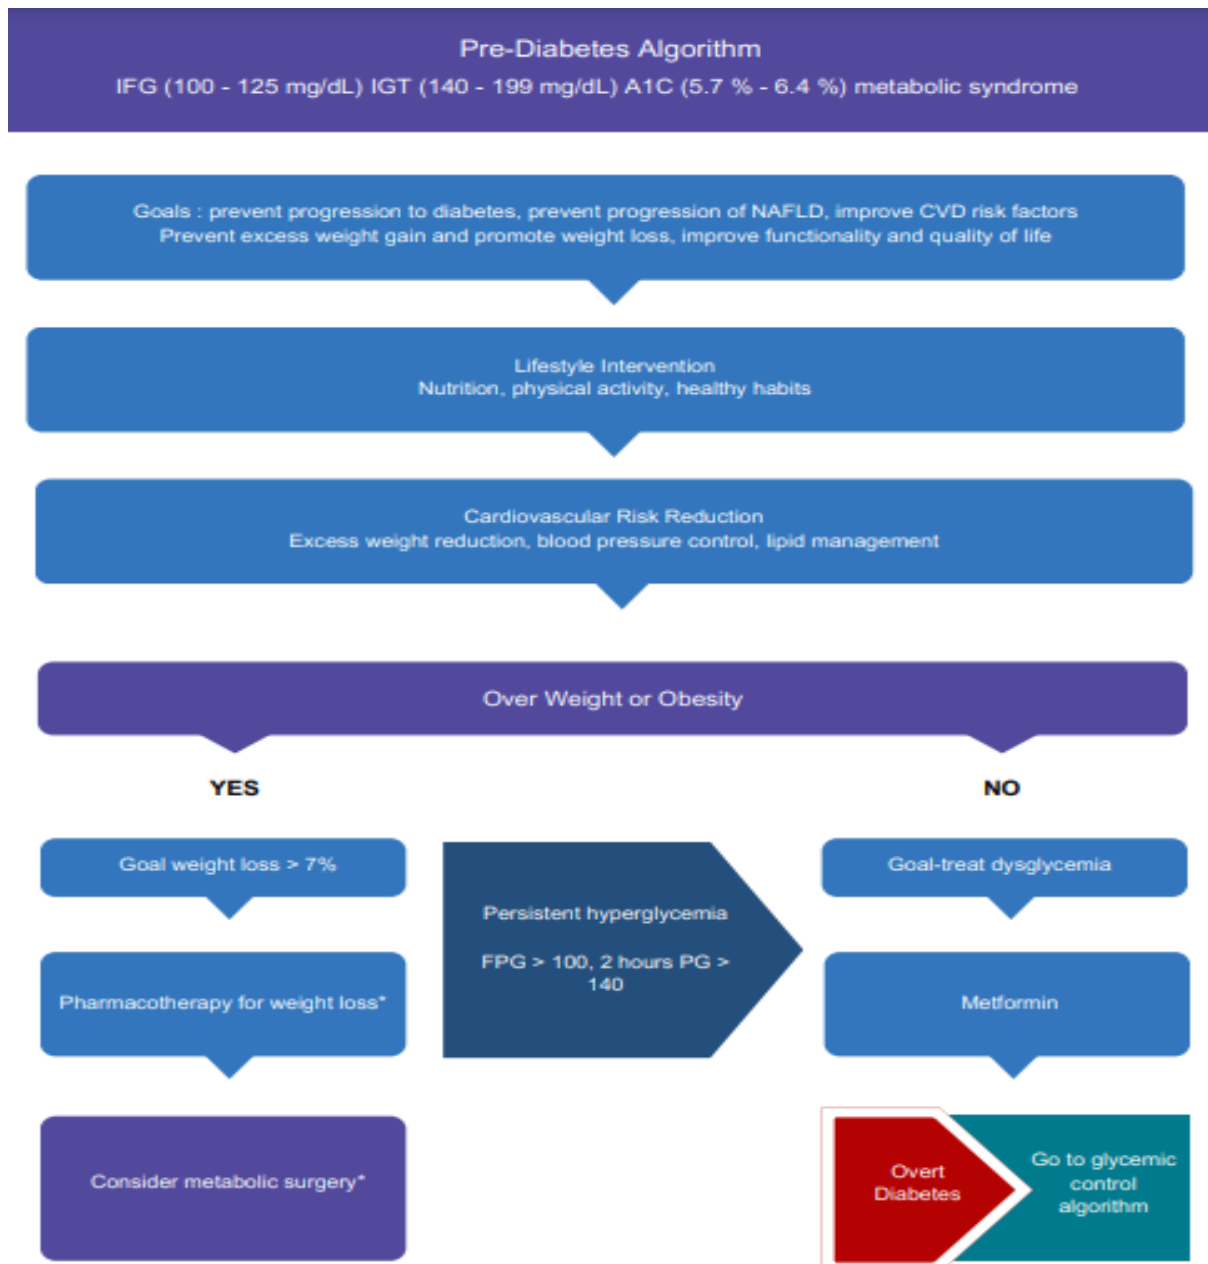 Pre-Diabetes Algorithm
IFG (100 - 125 mg/dL) IGT (140 - 199 mg/dL) A1C (5.7 % - 6.4 %) metabolic syndrome
Goals : prevent progression to diabetes, prevent progression of NAFLD, improve CVD risk factors
Prevent excess weight gain and promote weight loss, improve functionality and quality of life
Lifestyle Intervention
Nutrition, physical activity, healthy habits
Cardiovascular Risk Reduction
Excess weight reduction, blood pressure control, lipid management
Over Weight or Obesity
YES
NO
Goal weight loss > 7%
Pharmacotherapy for weight loss*
Consider metabolic surgery*
Persistent hyperglycemia
FPG > 100, 2 hours PG >
140
Goal-treat dysglycemia
Metformin
Overt
Diabetes
Go to glycemic
control
algorithm